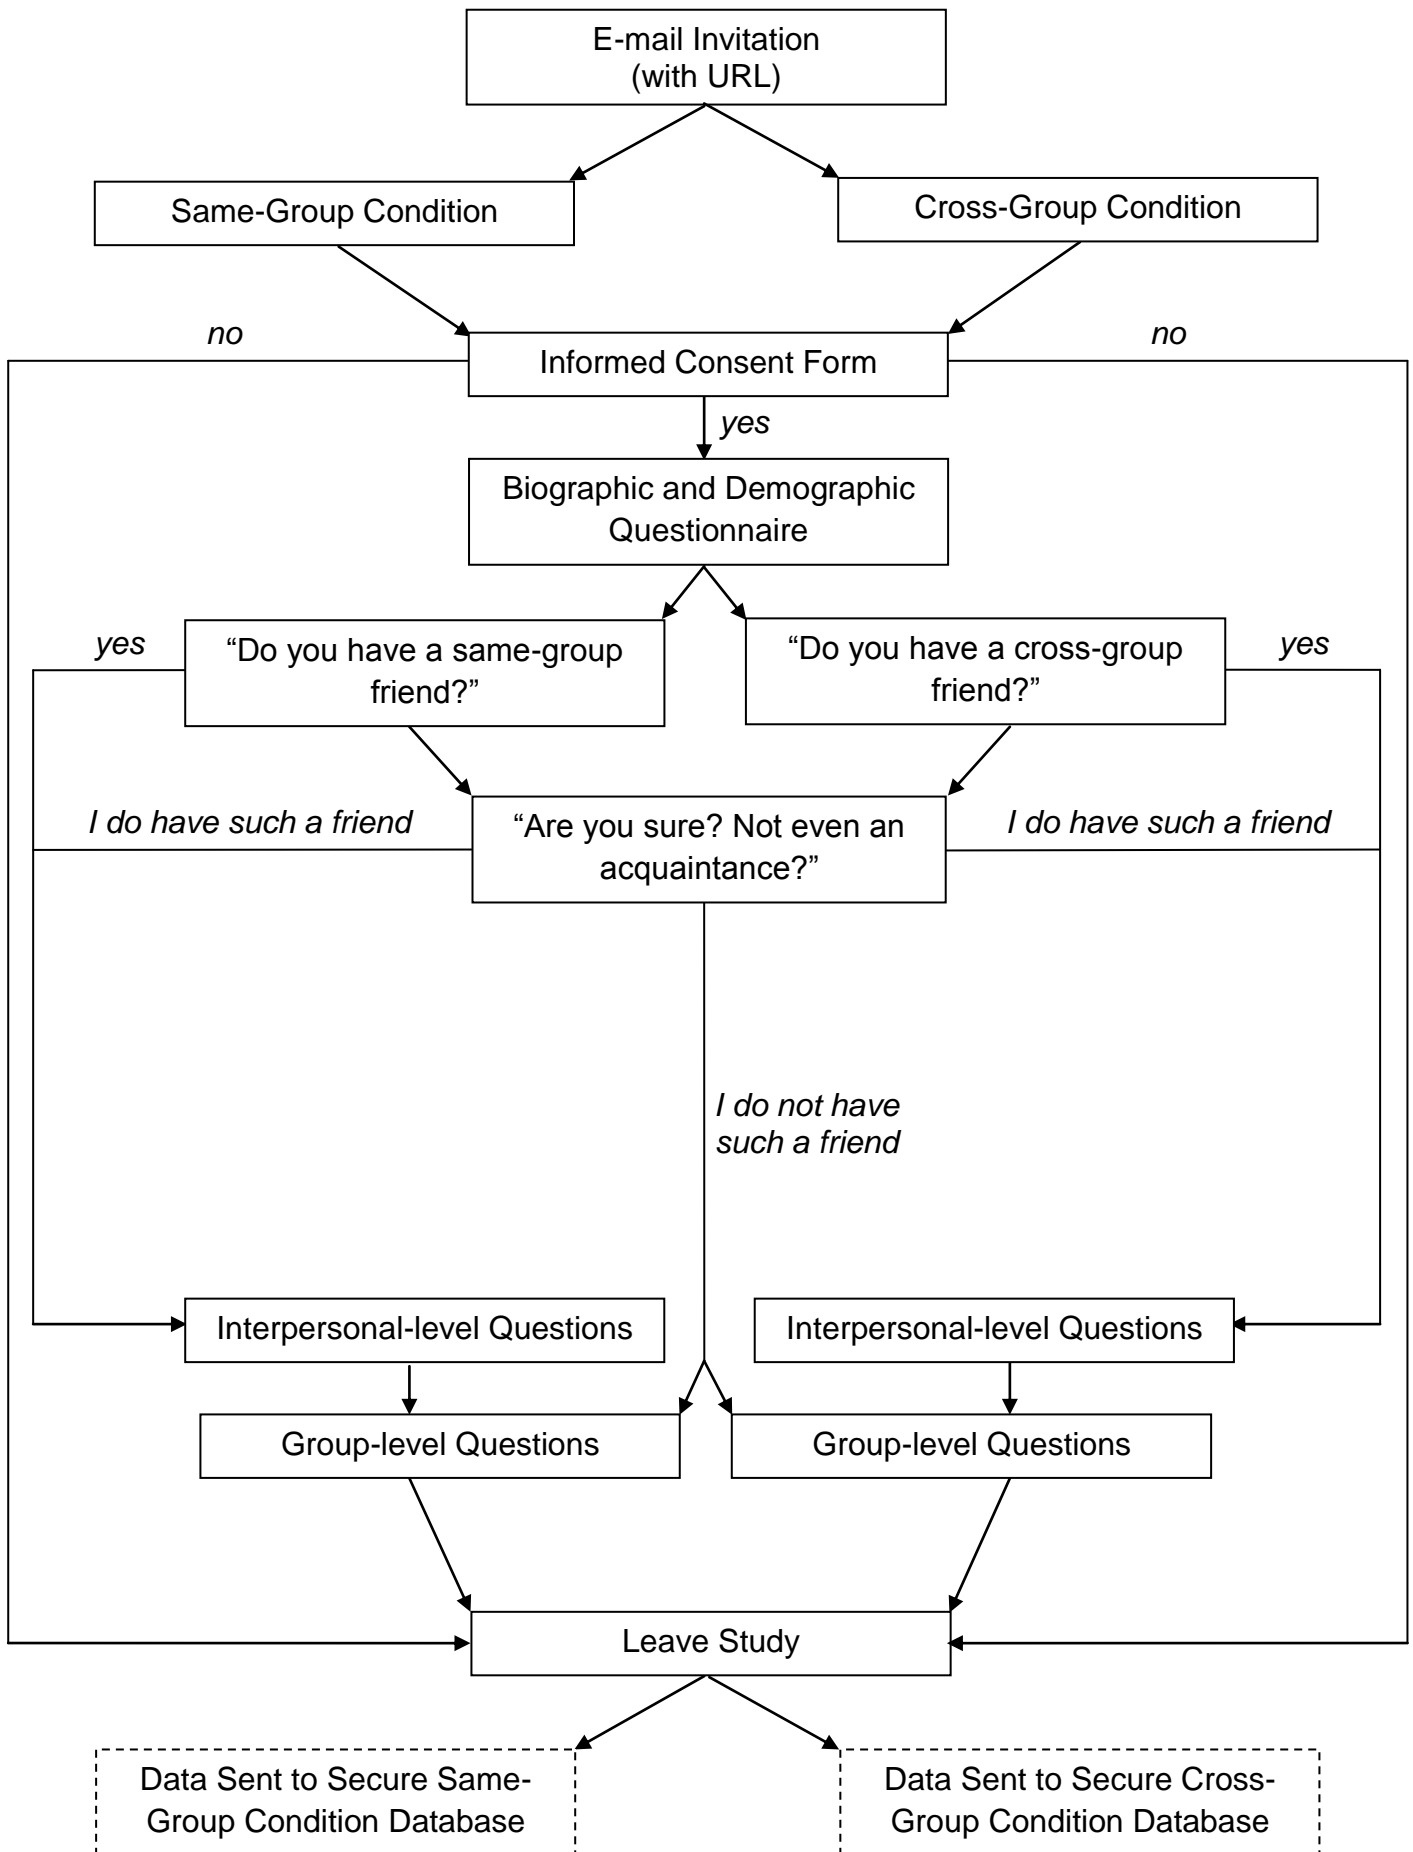 E-mail Invitation
(with URL)
Same-Group Condition
Cross-Group Condition
no
no
Informed Consent Form
yes
Biographic and Demographic
Questionnaire
yes
“Do you have a same-group
friend?”
“Do you have a cross-group
friend?”
yes
I do have such a friend
“Are you sure? Not even an
acquaintance?”
I do have such a friend
I do not have
such a friend
Interpersonal-level Questions
Interpersonal-level Questions
Group-level Questions
Group-level Questions
Leave Study
Data Sent to Secure Same-
Group Condition Database
Data Sent to Secure Cross-
Group Condition Database